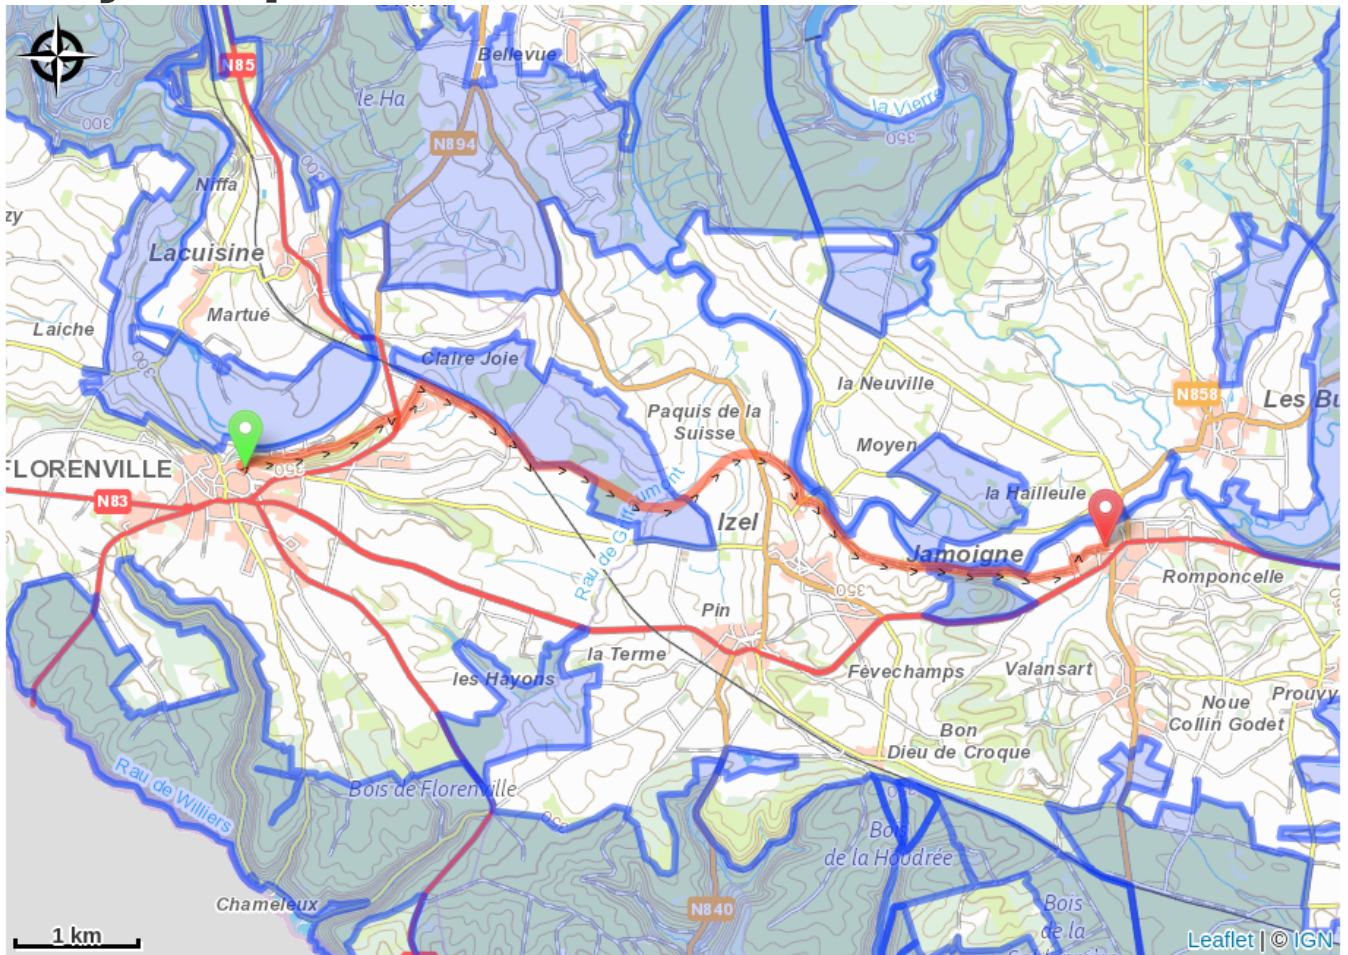 Bellevue
N85
le Ha
la Vierre
300
350
N894
300
Niffa
zy
Lacuisine
Martué
Laiche
Claire Joie
la Neuville
N858
Les Bu
300
Paquis de la
Suisse
Moyen
FLORENVILLE
350
la Hailleule
N83
Izel
Jamoigne
Romponcelle
350
Pin
la Terme
Fèvechamps
Valansart
les Hayons
Noue
Collin Godet
Prouvy
Bon
Dieu de Croque
Rau de Williers
Bois de Florenville
350
350
Bois
de la Houdrée
Chameleux
N840
Bois
de la
1 km
Leaflet | © IGN